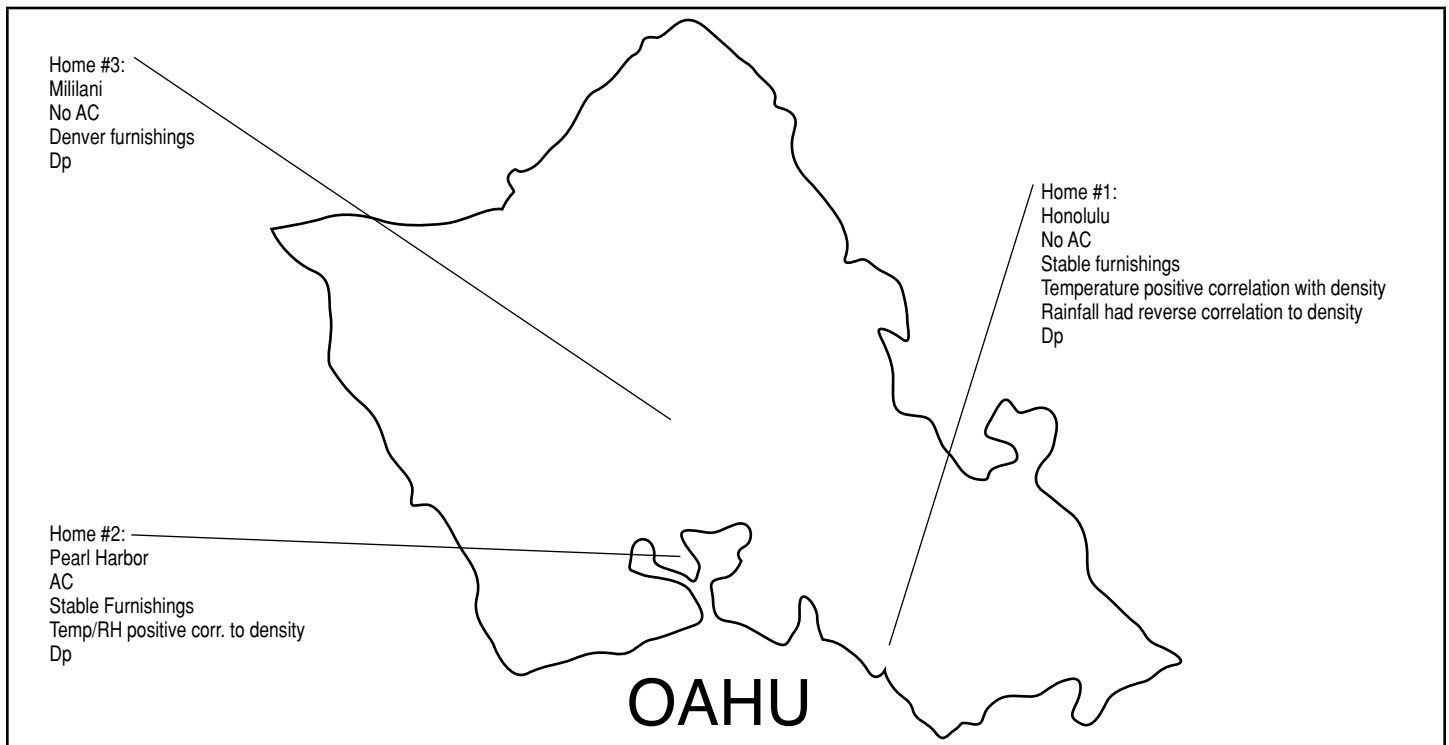 Home #3:
Mililani
No AC
Denver furnishings
Dp
Home #1:
Honolulu
No AC
Stable furnishings
Temperature positive correlation with density
Rainfall had reverse correlation to density
Dp
Home #2:
Pearl Harbor
AC
Stable Furnishings
Temp/RH positive corr. to density
Dp
OAHU